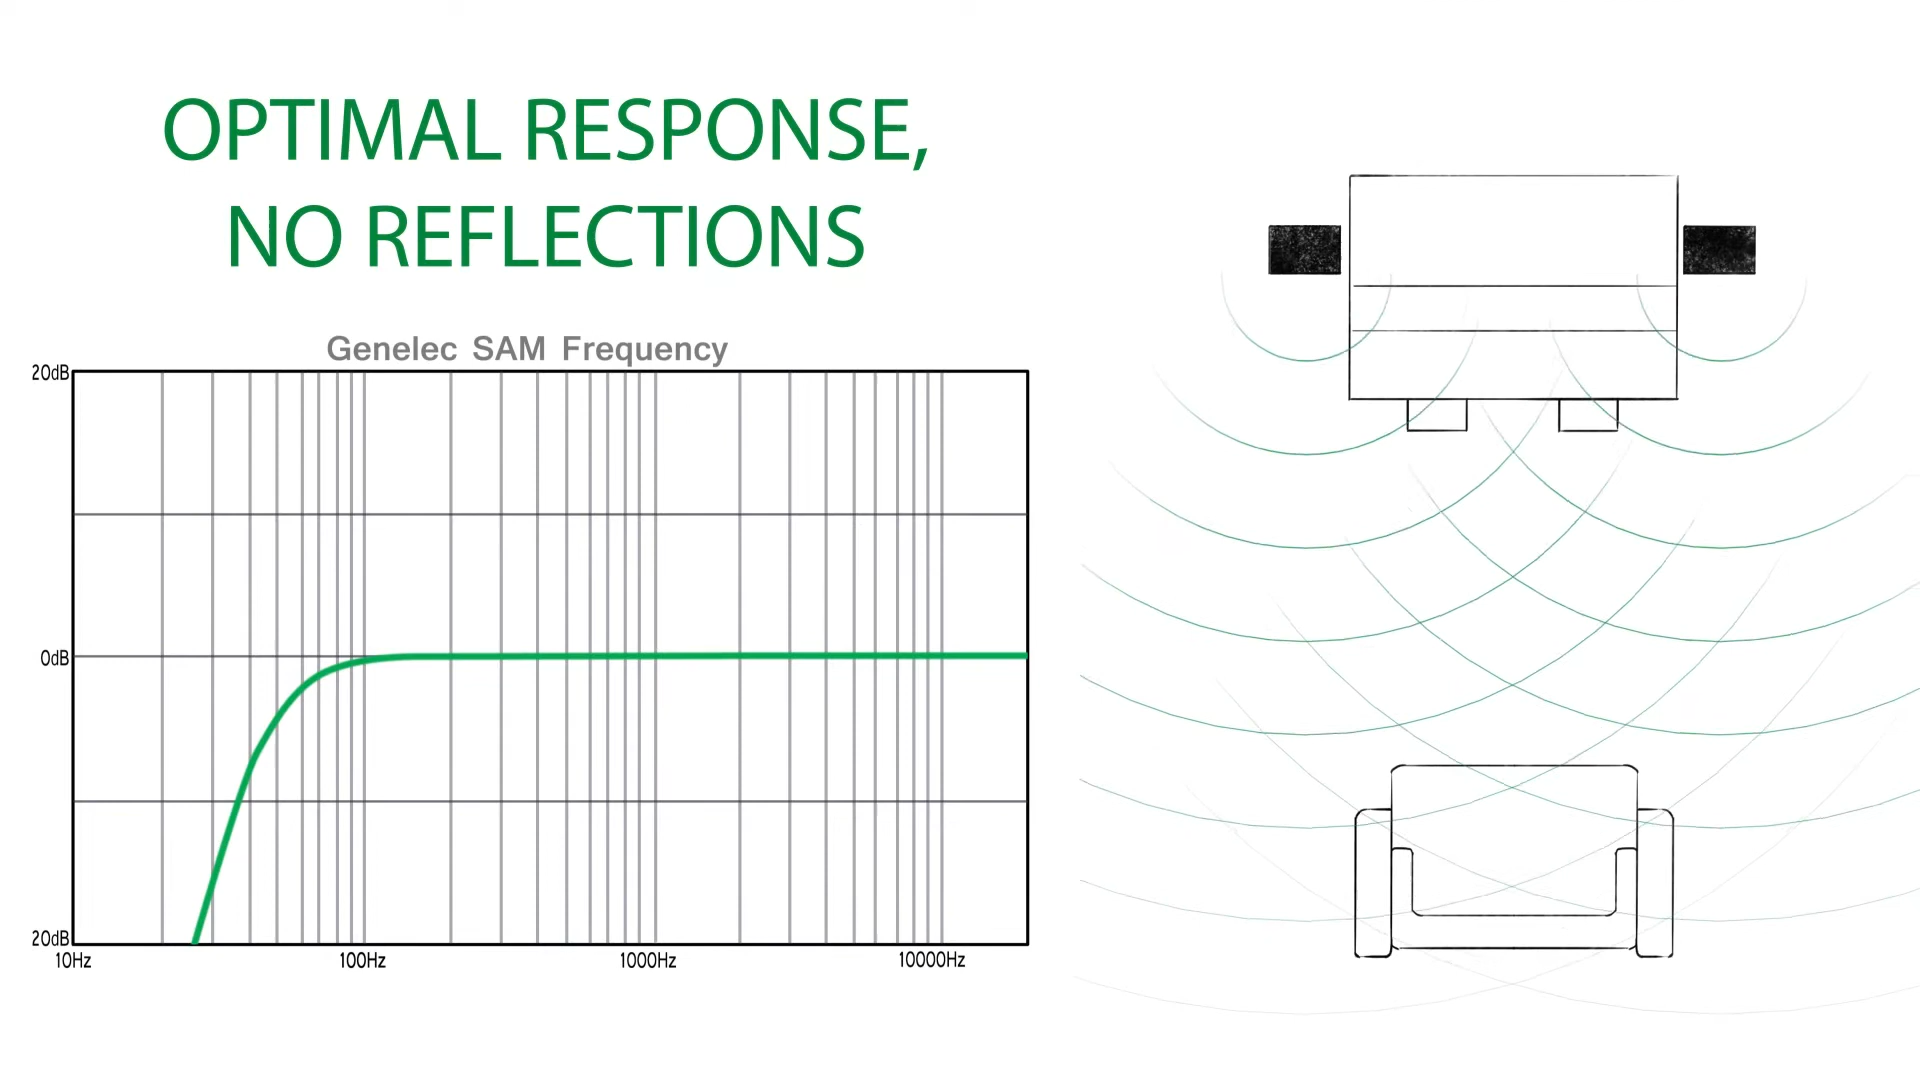 OPTIMAL RESPONSE,
NO REFLECTIONS
Genelec SAM Frequency
20dB
0dB
20dB
10Hz 100Hz 1000Hz 10000Hz